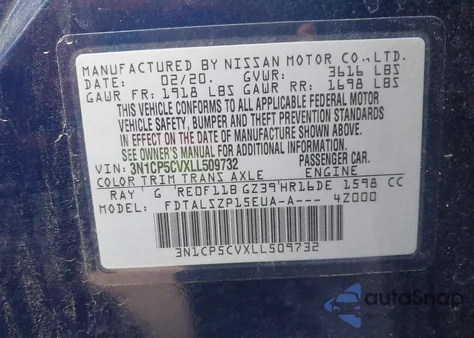 MANUFACTURED BY NISSAN MOTOR CO.,LTD.
DATE: 02/20. GVWR: 3616 LBS
GAWR FR: 1918 LBS GAWR RR: 1698 LBS
THIS VEHICLE CONFORMS TO ALL APPLICABLE FEDERAL MOTOR
VEHICLE SAFETY, BUMPER AND THEFT PREVENTION STANDARDS
IN EFFECT ON THE DATE OF MANUFACTURE SHOWN ABOVE.
SEE OWNER'S MANUAL FOR ADDITIONAL INFORMATION.
VIN: 3N1CP5CVXLL509732 PASSENGER CAR.
COLOR TRIM TRANS AXLE ENGINE
RAY G RE0F11B GZ39 HR16DE 1598 CC
MODEL: FDTALSZP15EUA-A--- 4Z000
3N1CP5CVXLL509732
autoSnap